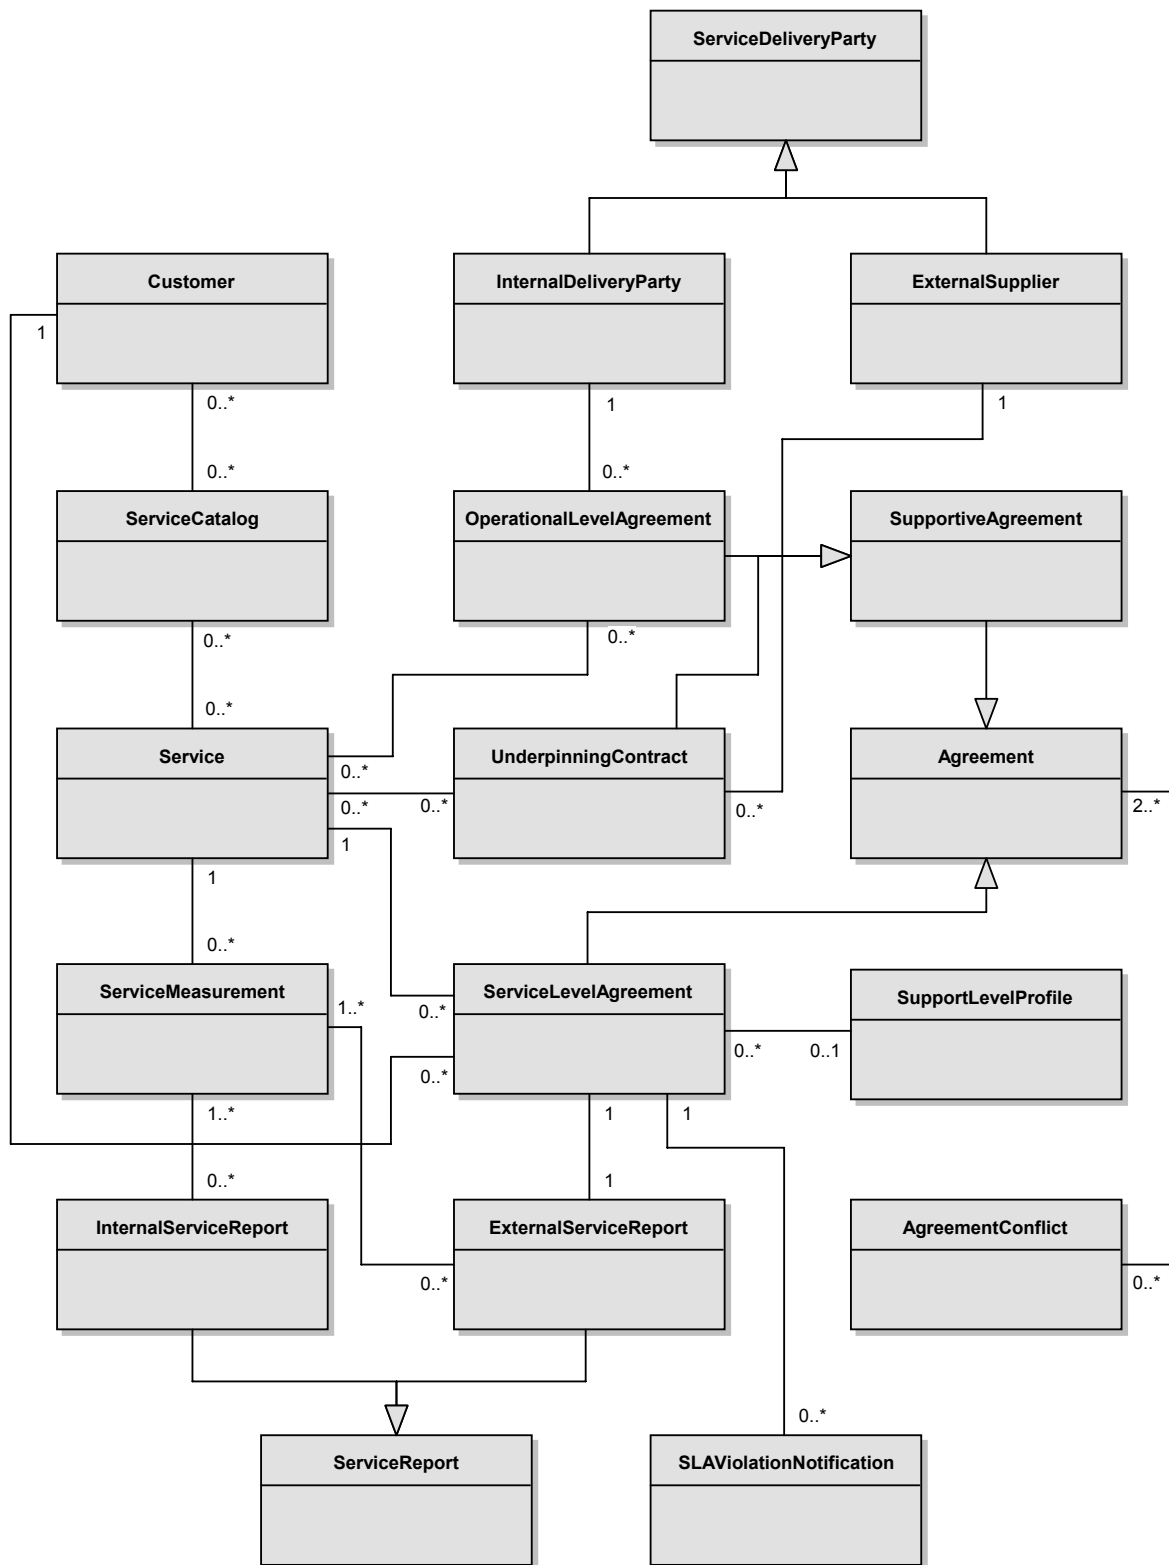 ServiceDeliveryParty
Customer
InternalDeliveryParty
ExternalSupplier
1
0..*
1
1
0..*
0..*
ServiceCatalog
OperationalLevelAgreement
SupportiveAgreement
0..*
0..*
0..*
Service
UnderpinningContract
Agreement
0..*
0..*
0..*
0..*
2..*
1
1
0..*
ServiceMeasurement
ServiceLevelAgreement
SupportLevelProfile
1..*
0..*
0..*
0..1
0..*
1..*
1
1
0..*
1
InternalServiceReport
ExternalServiceReport
AgreementConflict
0..*
0..*
0..*
ServiceReport
SLAViolationNotification